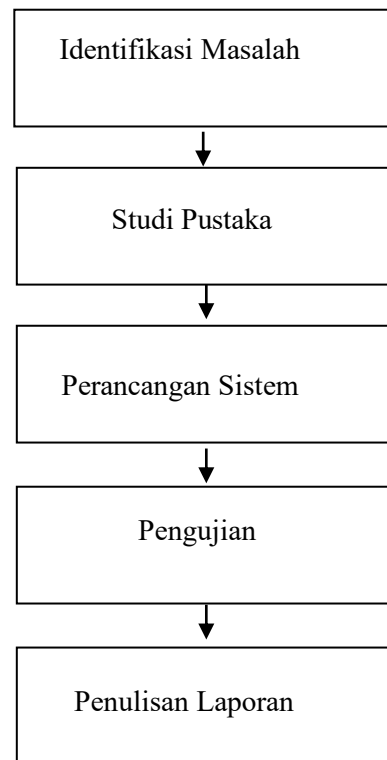 Identifikasi Masalah
Studi Pustaka
Perancangan Sistem
Pengujian
Penulisan Laporan